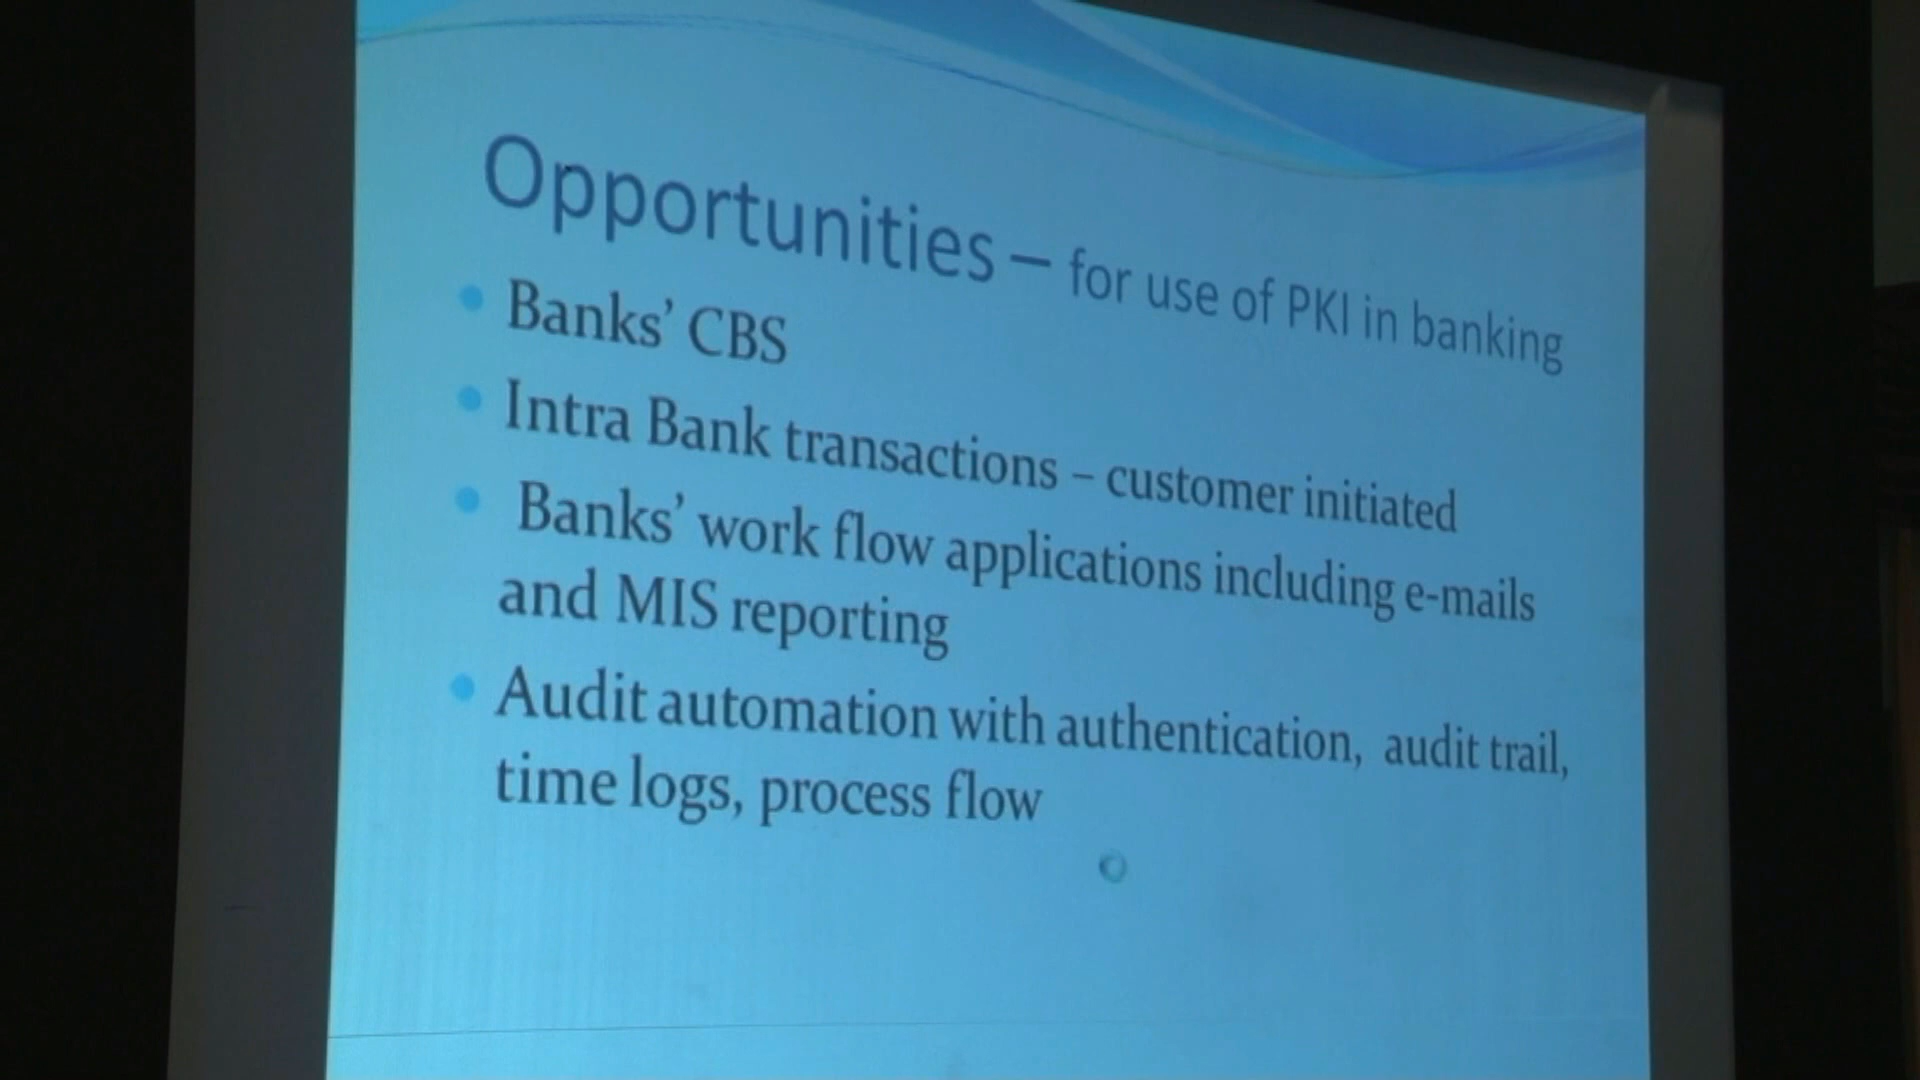 Opportunities – for use of PKI in banking
Banks’ CBS
Intra Bank transactions – customer initiated
Banks’ work flow applications including e-mails
and MIS reporting
Audit automation with authentication, audit trail,
time logs, process flow